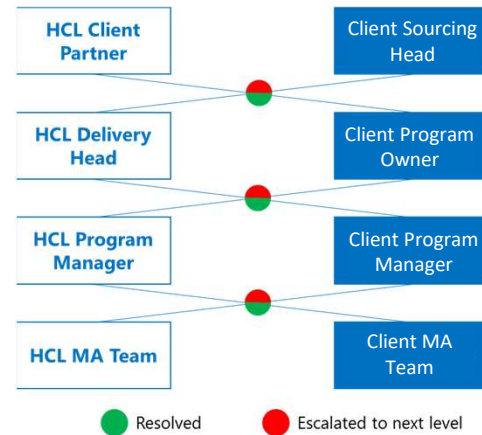 HCL Client
Partner
Client Sourcing
Head
HCL Delivery
Head
Client Program
Owner
HCL Program
Manager
Client Program
Manager
HCL MA Team
Client MA
Team
Resolved
Escalated to next level